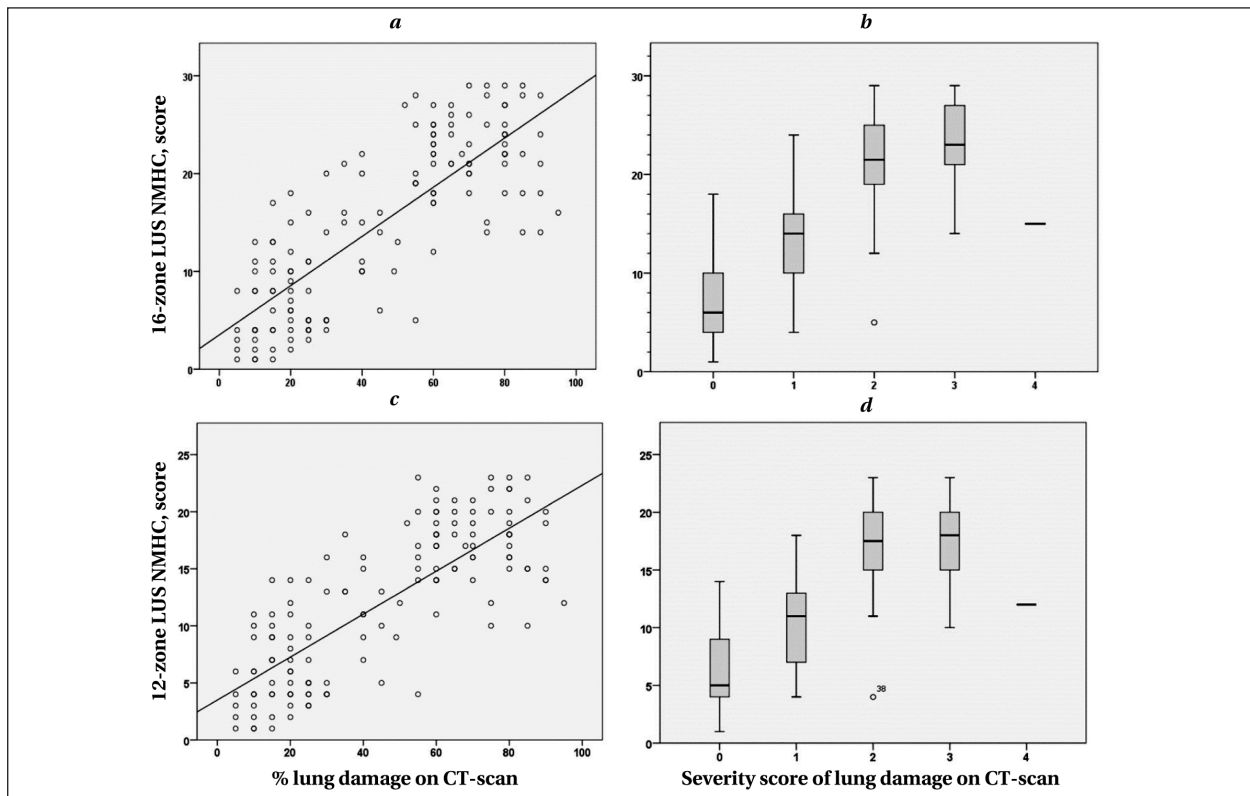 a
b
16-zone LUS NMHC, score
30
20
10
0
0 20 40 60 80 100
30
20
10
0
0 1 2 3 4
c
d
12-zone LUS NMHC, score
25
20
15
10
5
0
0 20 40 60 80 100
% lung damage on CT-scan
25
20
15
10
5
0
38
0 1 2 3 4
Severity score of lung damage on CT-scan